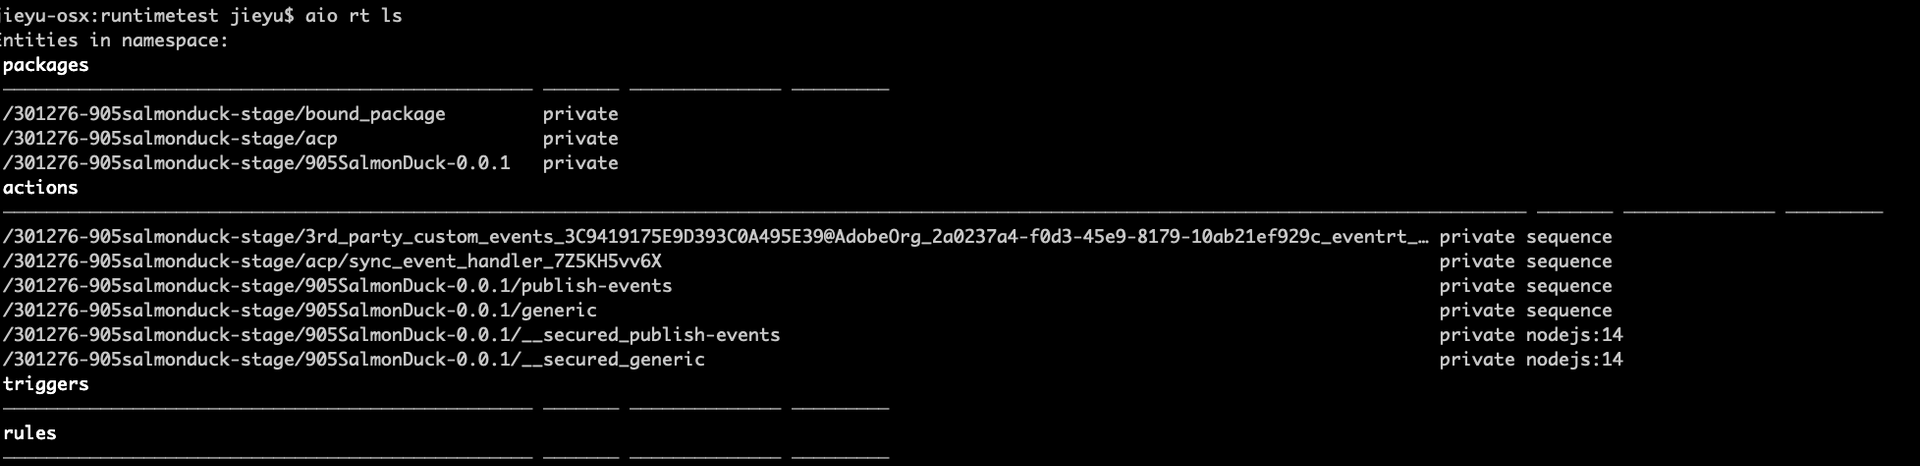 jieyu-osx:runtimetest jieyu$ aio rt ls
Entities in namespace:
packages
/301276-905salmonduck-stage/bound_package private
/301276-905salmonduck-stage/acp private
/301276-905salmonduck-stage/905SalmonDuck-0.0.1 private
actions
/301276-905salmonduck-stage/3rd_party_custom_events_3C9419175E9D393C0A495E39@AdobeOrg_2a0237a4-f0d3-45e9-8179-10ab21ef929c_eventrt_… private sequence
/301276-905salmonduck-stage/acp/sync_event_handler_7Z5KH5vv6X private sequence
/301276-905salmonduck-stage/905SalmonDuck-0.0.1/publish-events private sequence
/301276-905salmonduck-stage/905SalmonDuck-0.0.1/generic private sequence
/301276-905salmonduck-stage/905SalmonDuck-0.0.1/__secured_publish-events private nodejs:14
/301276-905salmonduck-stage/905SalmonDuck-0.0.1/__secured_generic private nodejs:14
triggers
rules